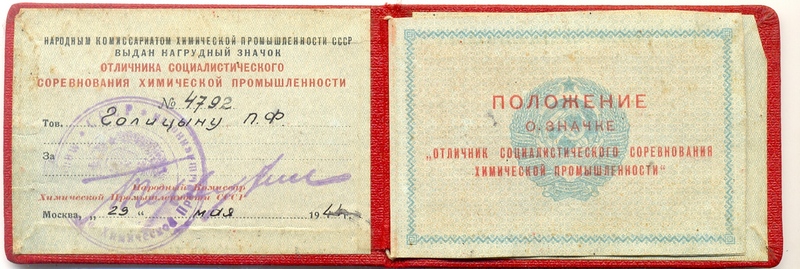 НАРОДНЫМ КОМИССАРИАТОМ ХИМИЧЕСКОЙ ПРОМЫШЛЕННОСТИ СССР
ВЫДАН НАГРУДНЫЙ ЗНАЧОК
ОТЛИЧНИКА СОЦИАЛИСТИЧЕСКОГО
СОРЕВНОВАНИЯ ХИМИЧЕСКОЙ ПРОМЫШЛЕННОСТИ
№ 4792
Тов. Голицыну П.Ф.
За
Народный Комиссар
Химической Промышленности СССР
Москва, „29" мая 194 г.
ПОЛОЖЕНИЕ
О ЗНАЧКЕ
„ОТЛИЧНИК СОЦИАЛИСТИЧЕСКОГО СОРЕВНОВАНИЯ
ХИМИЧЕСКОЙ ПРОМЫШЛЕННОСТИ"